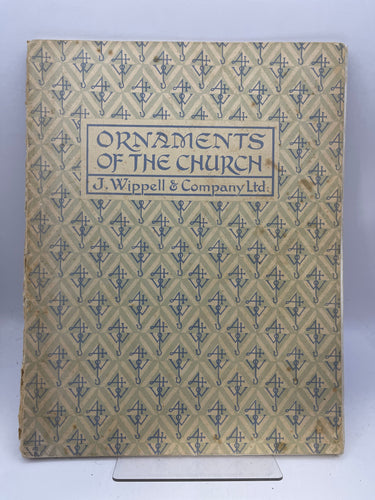 ORNAMENTS
OF THE CHURCH
J. Wippell & Company Ltd.